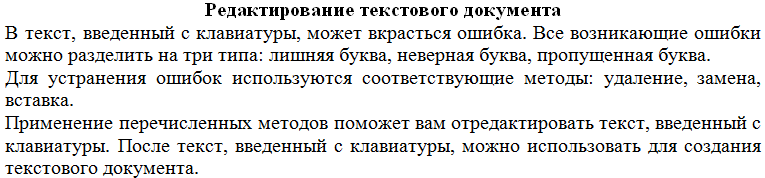 Редактирование текстового документа
В текст, введенный с клавиатуры, может вкрасться ошибка. Все возникающие ошибки
можно разделить на три типа: лишняя буква, неверная буква, пропущенная буква.
Для устранения ошибок используются соответствующие методы: удаление, замена,
вставка.
Применение перечисленных методов поможет вам отредактировать текст, введенный с
клавиатуры. После текст, введенный с клавиатуры, можно использовать для создания
текстового документа.